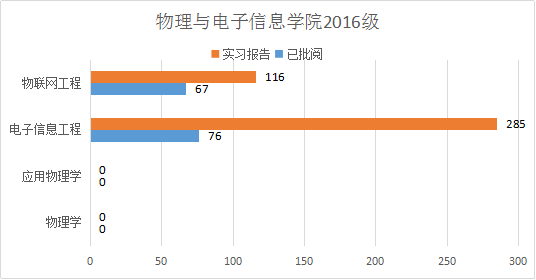 物理与电子信息学院2016级
实习报告 已批阅
物联网工程 116
67
电子信息工程 285
76
应用物理学 0
0
物理学 0
0
0 50 100 150 200 250 300